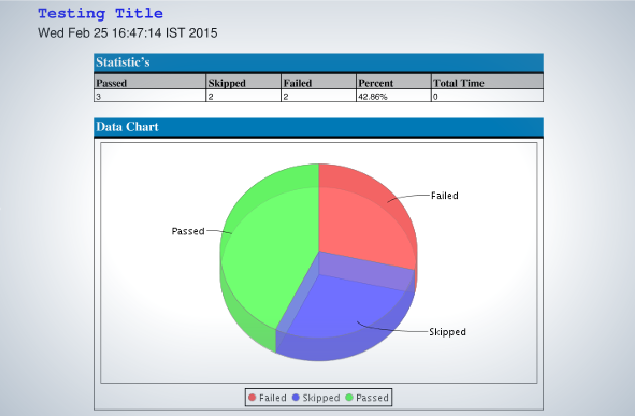 Testing Title
Wed Feb 25 16:47:14 IST 2015
Statistic's
Passed Skipped Failed Percent Total Time
3 2 2 42.86% 0
Data Chart
Failed
Passed
Skipped
Failed Skipped Passed